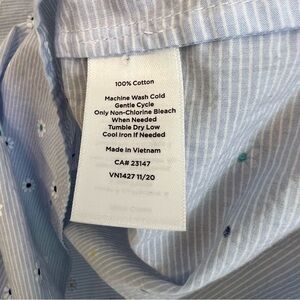 100% Cotton
Machine Wash Cold
Gentle Cycle
Only Non-Chlorine Bleach
When Needed
Tumble Dry Low
Cool Iron If Needed
Made in Vietnam
CA# 23147
VN1427 11/20